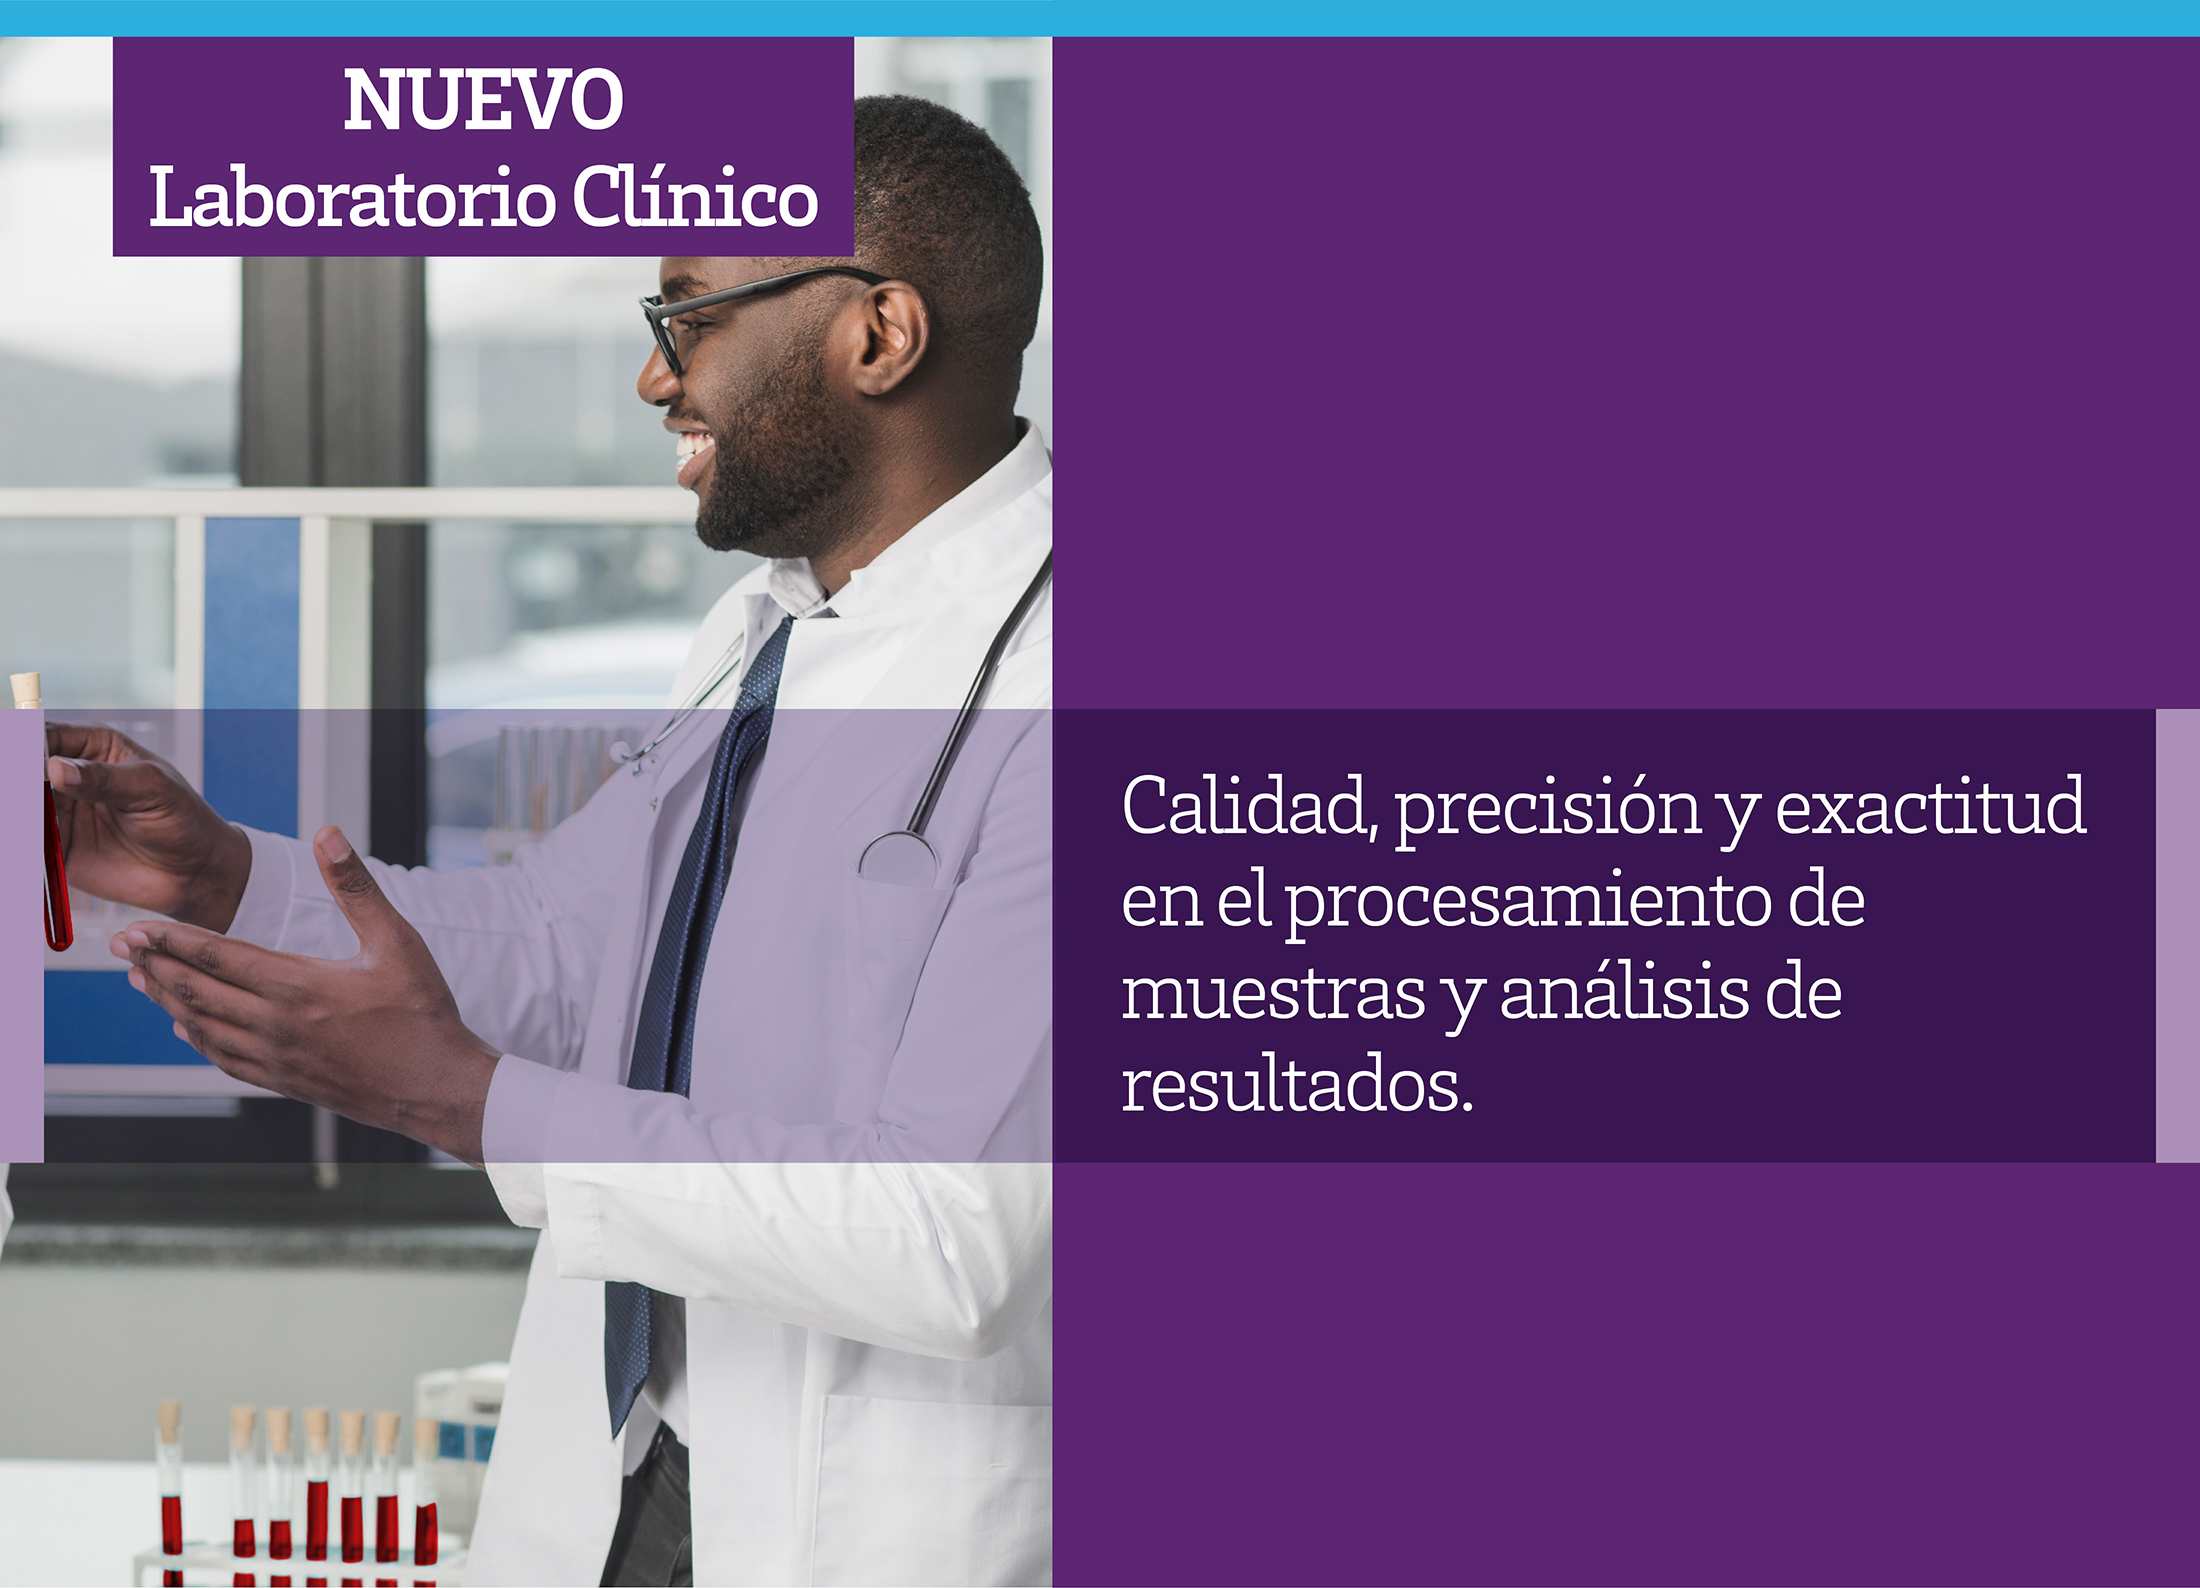 NUEVO
Laboratorio Clínico
Calidad, precisión y exactitud
en el procesamiento de
muestras y análisis de
resultados.